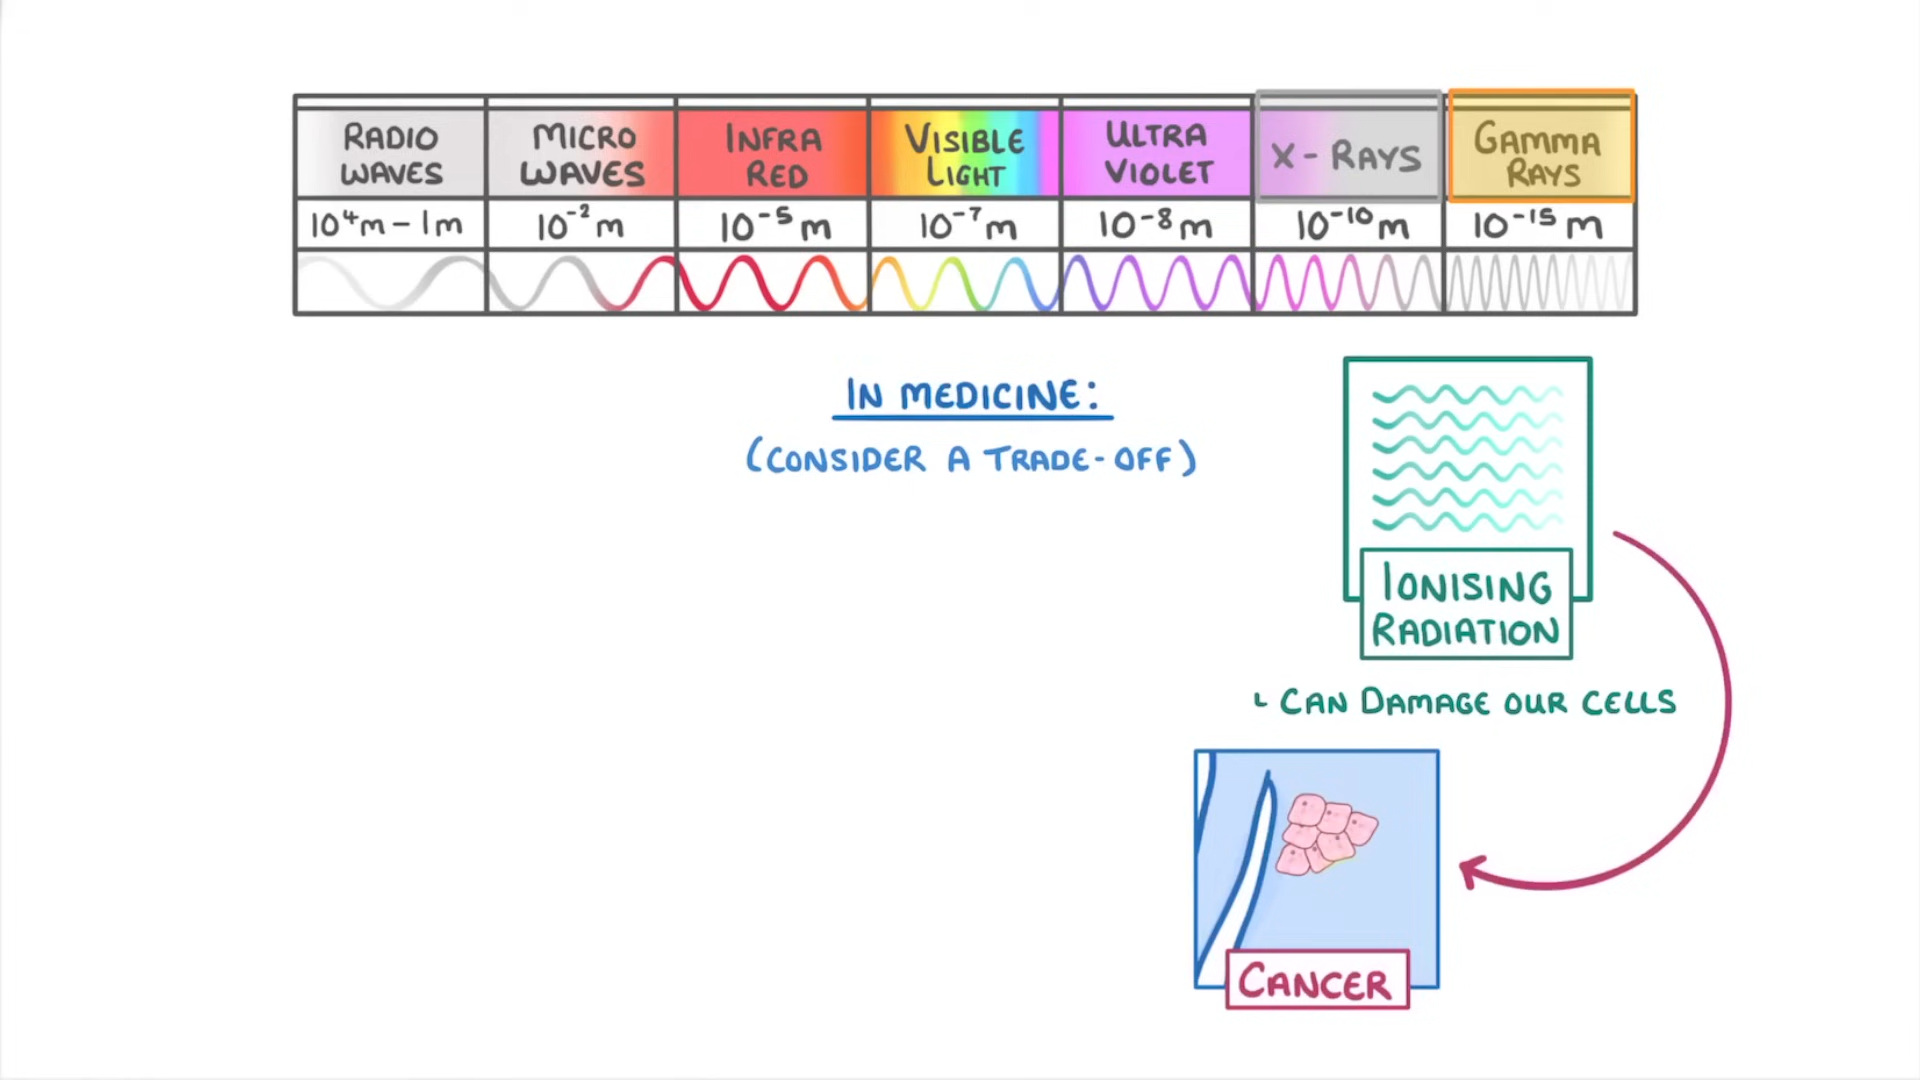 RADIO
WAVES
MICRO
WAVES
INFRA
RED
VISIBLE
LIGHT
ULTRA
VIOLET
X - RAYS
GAMMA
RAYS
10⁴m – 1m
10⁻²m
10⁻⁵m
10⁻⁷m
10⁻⁸m
10⁻¹⁰m
10⁻¹⁵m
IN MEDICINE:
(CONSIDER A TRADE-OFF)
IONISING
RADIATION
CAN DAMAGE OUR CELLS
CANCER